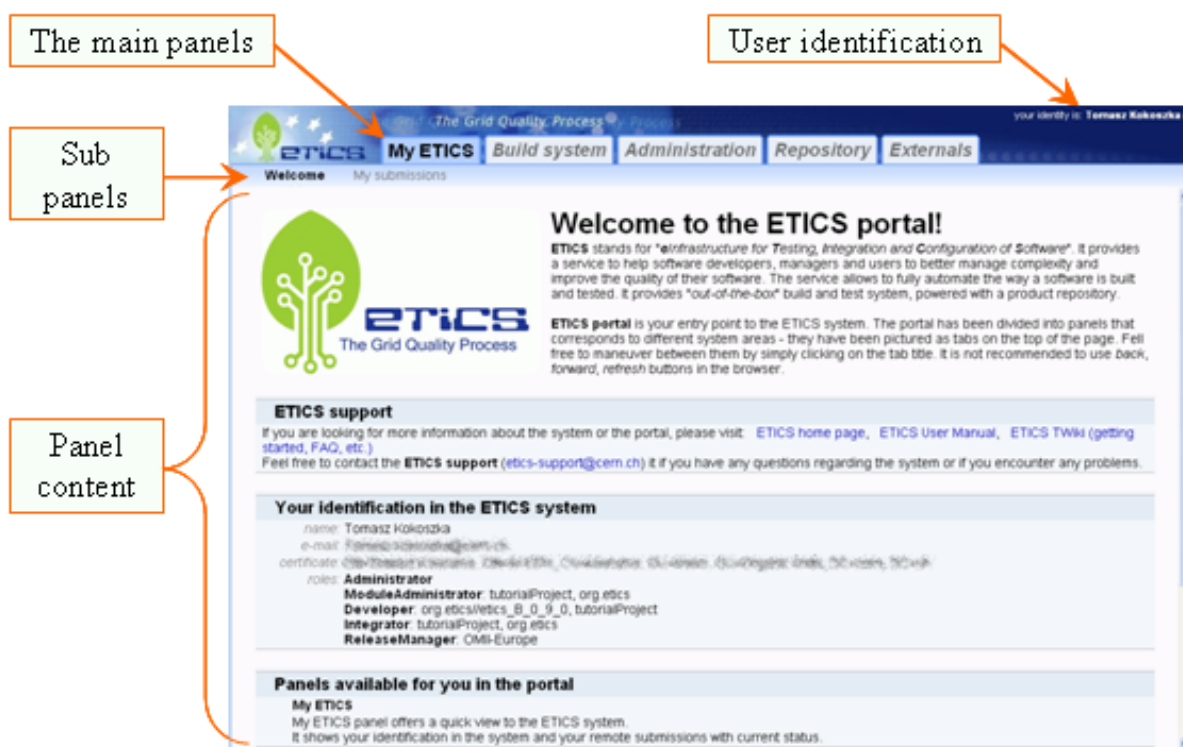 The main panels
User identification
The Grid Quality Process
your identity is: Tomasz Kokoszka
Sub
panels
etics
My ETICS Build system Administration Repository Externals
Welcome My submissions
Welcome to the ETICS portal!
ETICS stands for "eInfrastructure for Testing, Integration and Configuration of Software". It provides
a service to help software developers, managers and users to better manage complexity and
improve the quality of their software. The service allows to fully automate the way a software is built
and tested. It provides "out-of-the-box" build and test system, powered with a product repository.
etics
The Grid Quality Process
ETICS portal is your entry point to the ETICS system. The portal has been divided into panels that
corresponds to different system areas - they have been pictured as tabs on the top of the page. Fell
free to maneuver between them by simply clicking on the tab title. It is not recommended to use back,
forward, refresh buttons in the browser.
Panel
content
ETICS support
If you are looking for more information about the system or the portal, please visit: ETICS home page, ETICS User Manual, ETICS TWiki (getting
started, FAQ, etc.)
Feel free to contact the ETICS support (etics-support@cern.ch) it if you have any questions regarding the system or if you encounter any problems.
Your identification in the ETICS system
name: Tomasz Kokoszka
e-mail:
certificate:
roles: Administrator
ModuleAdministrator: tutorialProject, org.etics
Developer: org.etics//etics_B_0_9_0, tutorialProject
Integrator: tutorialProject, org.etics
ReleaseManager: OMII-Europe
Panels available for you in the portal
My ETICS
My ETICS panel offers a quick view to the ETICS system.
It shows your identification in the system and your remote submissions with current status.